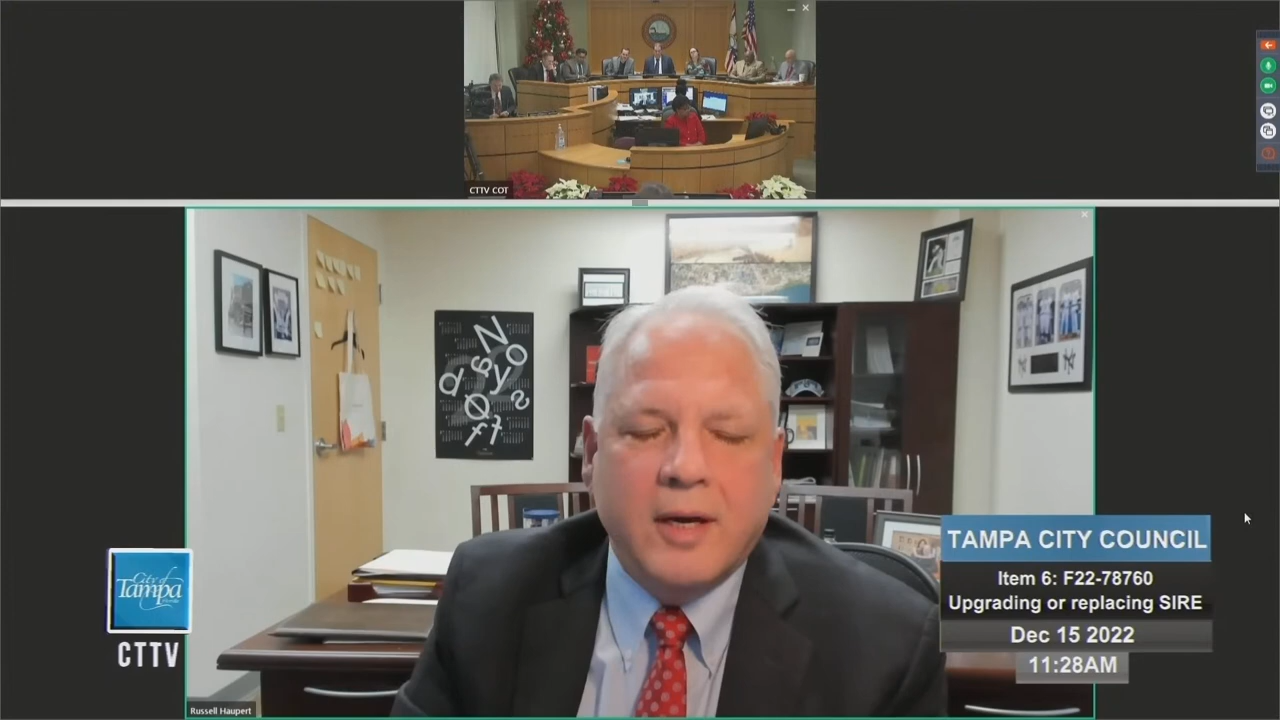 CTTV COT
N
o
a
d
y
s
O
ff
TAMPA CITY COUNCIL
Item 6: F22-78760
Upgrading or replacing SIRE
Dec 15 2022
11:28AM
City of
Tampa
CTTV
Russell Haupert